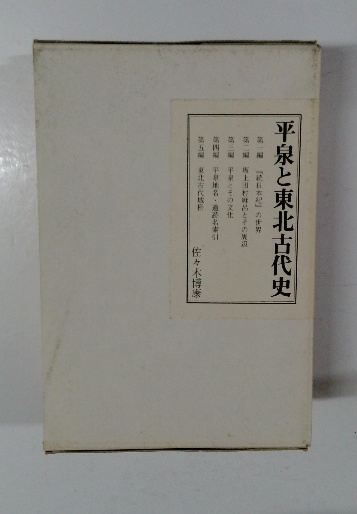 平泉と東北古代史
第一編 『続日本紀』の世界
第二編 坂上田村麻呂とその周辺
第三編 平泉とその文化
第四編 平泉地名・遺跡名索引
第五編 東北古代城柵
佐々木博康